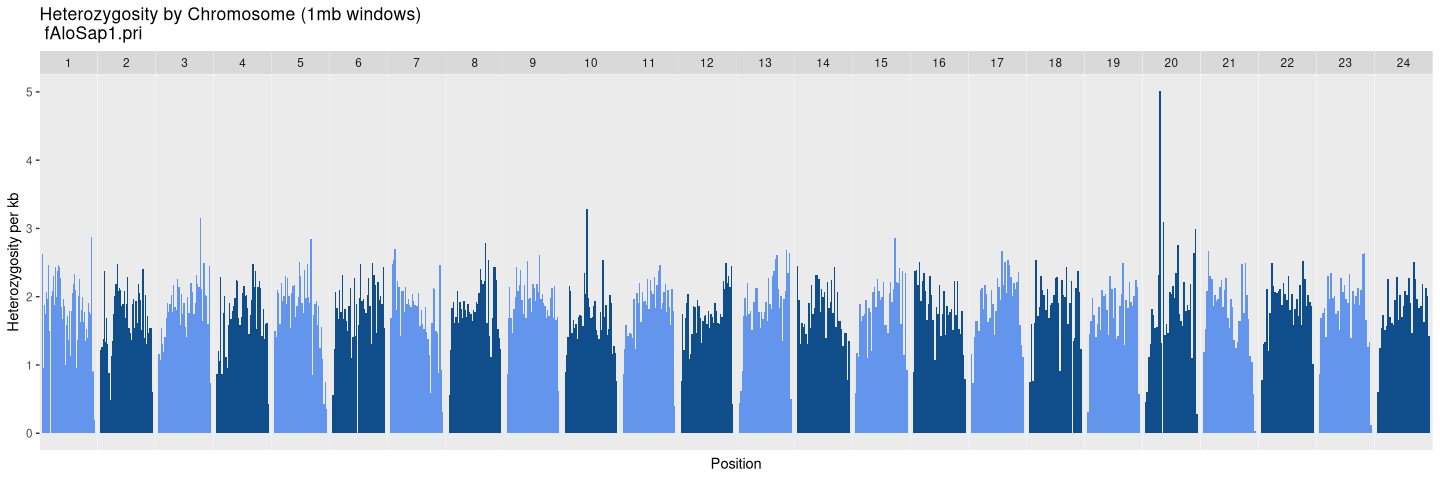 Heterozygosity by Chromosome (1mb windows)
fAloSap1.pri
1 2 3 4 5 6 7 8 9 10 11 12 13 14 15 16 17 18 19 20 21 22 23 24
5
4
3
2
1
0
Heterozygosity per kb
Position